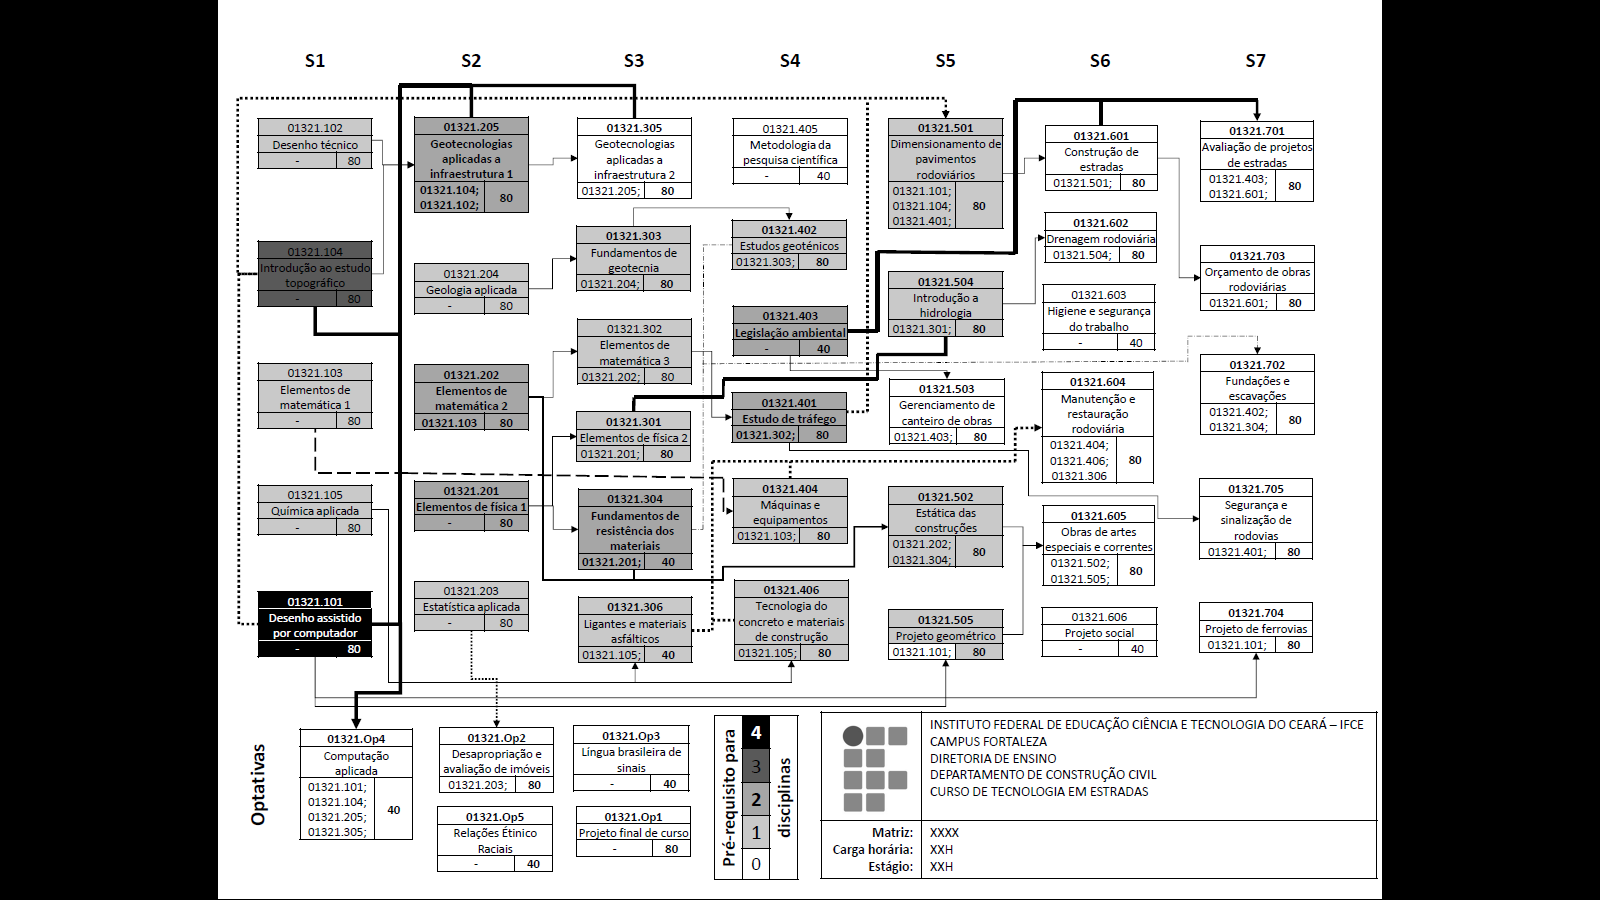 S1
S2
S3
S4
S5
S6
S7
01321.102
Desenho técnico
- 80
01321.104
Introdução ao estudo
topográfico
- 80
01321.103
Elementos de
matemática 1
- 80
01321.105
Química aplicada
- 80
01321.101
Desenho assistido
por computador
- 80
01321.205
Geotecnologias
aplicadas a
infraestrutura 1
01321.104;
01321.102;
80
01321.204
Geologia aplicada
- 80
01321.202
Elementos de
matemática 2
01321.103 80
01321.201
Elementos de física 1
- 80
01321.203
Estatística aplicada
- 80
01321.305
Geotecnologias
aplicadas a
infraestrutura 2
01321.205; 80
01321.303
Fundamentos de
geotecnia
01321.204; 80
01321.302
Elementos de
matemática 3
01321.202; 80
01321.301
Elementos de física 2
01321.201; 80
01321.304
Fundamentos de
resistência dos
materiais
01321.201; 40
01321.306
Ligantes e materiais
asfálticos
01321.105; 40
01321.405
Metodologia da
pesquisa científica
- 40
01321.402
Estudos geoténicos
01321.303; 80
01321.403
Legislação ambiental
- 40
01321.401
Estudo de tráfego
01321.302; 80
01321.404
Máquinas e
equipamentos
01321.103; 80
01321.406
Tecnologia do
concreto e materiais
de construção
01321.105; 80
01321.501
Dimensionamento de
pavimentos
rodoviários
01321.101;
01321.104;
01321.401;
80
01321.504
Introdução a
hidrologia
01321.301; 80
01321.503
Gerenciamento de
canteiro de obras
01321.403; 80
01321.502
Estática das
construções
01321.202;
01321.304;
80
01321.505
Projeto geométrico
01321.101; 80
01321.601
Construção de
estradas
01321.501; 80
01321.602
Drenagem rodoviária
01321.504; 80
01321.603
Higiene e segurança
do trabalho
- 40
01321.604
Manutenção e
restauração
rodoviária
01321.404;
01321.406;
01321.306
80
01321.605
Obras de artes
especiais e correntes
01321.502;
01321.505;
80
01321.606
Projeto social
- 40
01321.701
Avaliação de projetos
de estradas
01321.403;
01321.601;
80
01321.703
Orçamento de obras
rodoviárias
01321.601; 80
01321.702
Fundações e
escavações
01321.402;
01321.304;
80
01321.705
Segurança e
sinalização de
rodovias
01321.401; 80
01321.704
Projeto de ferrovias
01321.101; 80
Optativas
01321.Op4
Computação
aplicada
01321.101;
01321.104;
01321.205;
01321.305;
40
01321.Op2
Desapropriação e
avaliação de imóveis
01321.203; 80
01321.Op5
Relações Étinico
Raciais
- 40
01321.Op3
Língua brasileira de
sinais
- 40
01321.Op1
Projeto final de curso
- 80
Pré-requisito para
4
3
2
1
0
disciplinas
INSTITUTO FEDERAL DE EDUCAÇÃO CIÊNCIA E TECNOLOGIA DO CEARÁ – IFCE
CAMPUS FORTALEZA
DIRETORIA DE ENSINO
DEPARTAMENTO DE CONSTRUÇÃO CIVIL
CURSO DE TECNOLOGIA EM ESTRADAS
Matriz: XXXX
Carga horária: XXH
Estágio: XXH